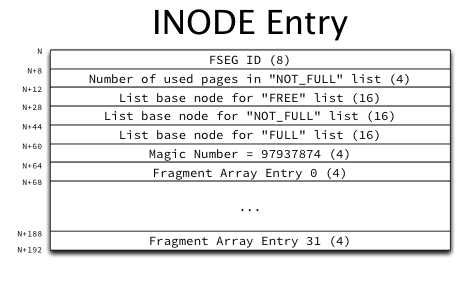 INODE Entry
N
FSEG ID (8)
N+8
Number of used pages in "NOT_FULL" list (4)
N+12
List base node for "FREE" list (16)
N+28
List base node for "NOT_FULL" list (16)
N+44
List base node for "FULL" list (16)
N+60
Magic Number = 97937874 (4)
N+64
Fragment Array Entry 0 (4)
N+68
...
N+188
Fragment Array Entry 31 (4)
N+192